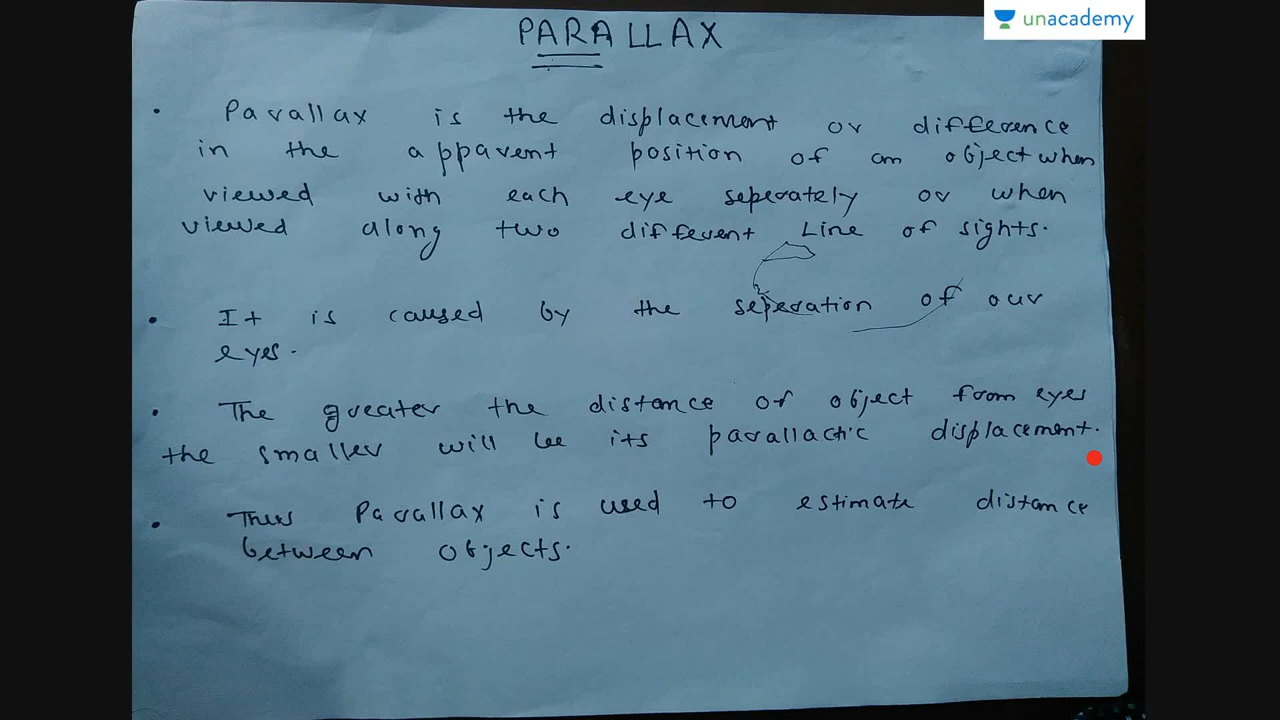 unacademy
PARALLAX
• Parallax is the displacement or difference
in the apparent position of an object when
viewed with each eye seperately or when
viewed along two different Line of sights.
• It is caused by the seperation of our
eyes.
• The greater the distance of object from eyes
the smaller will be its parallactic displacement.
• Thus Parallax is used to estimate distance
between objects.